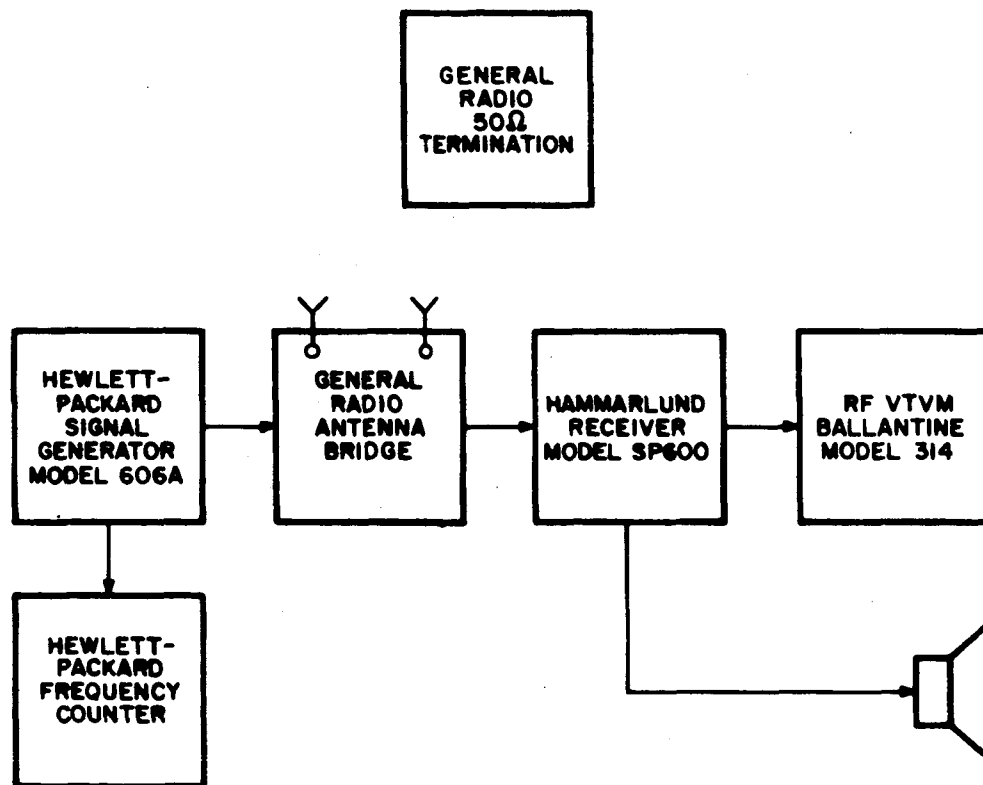 GENERAL
RADIO
50Ω
TERMINATION
HEWLETT-
PACKARD
SIGNAL
GENERATOR
MODEL 606A
GENERAL
RADIO
ANTENNA
BRIDGE
HAMMARLUND
RECEIVER
MODEL SP600
RF VTVM
BALLANTINE
MODEL 314
HEWLETT-
PACKARD
FREQUENCY
COUNTER